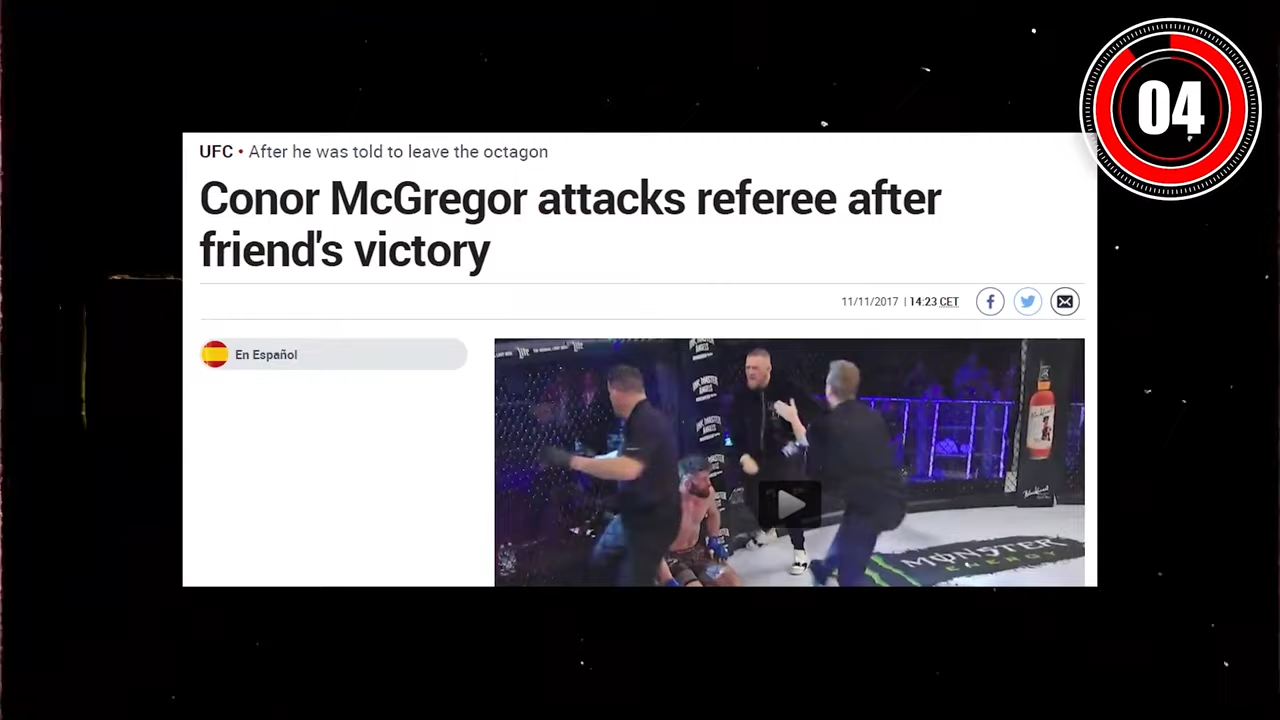 04
UFC • After he was told to leave the octagon
Conor McGregor attacks referee after
friend's victory
11/11/2017 | 14:23 CET
En Español
MONSTER
ENERGY